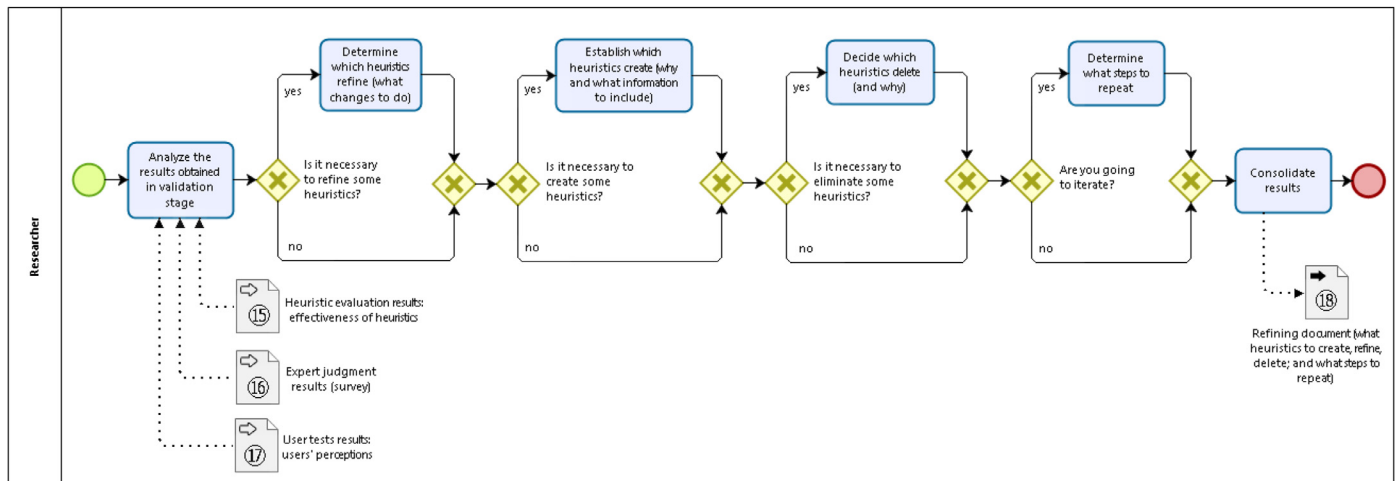 Researcher
Analyze the
results obtained
in validation
stage
Is it necessary
to refine some
heuristics?
yes
no
Determine
which heuristics
refine (what
changes to do)
Is it necessary to
create some
heuristics?
yes
no
Establish which
heuristics create (why
and what information
to include)
Is it necessary to
eliminate some
heuristics?
yes
no
Decide which
heuristics delete
(and why)
Are you going
to iterate?
yes
no
Determine
what steps to
repeat
Consolidate
results
15
Heuristic evaluation results:
effectiveness of heuristics
16
Expert judgment
results (survey)
17
User tests results:
users' perceptions
18
Refining document (what
heuristics to create, refine,
delete; and what steps to
repeat)